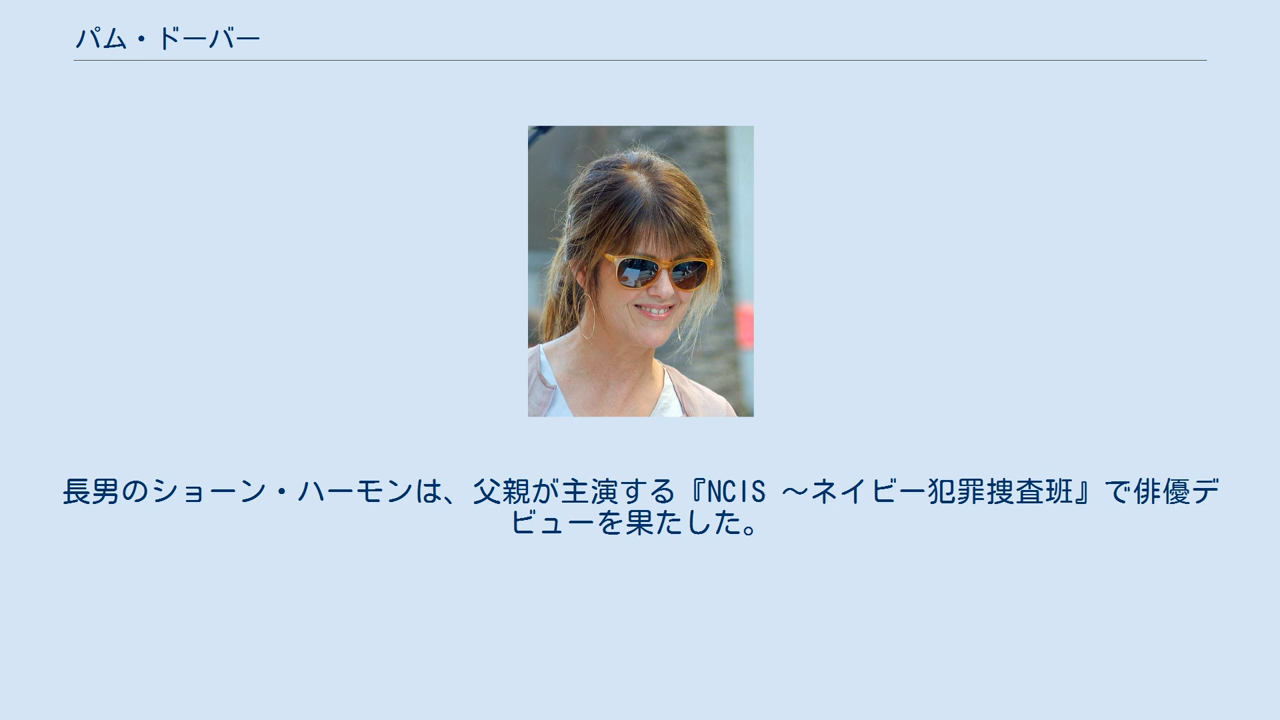 パム・ドーバー
長男のショーン・ハーモンは、父親が主演する『NCIS ～ネイビー犯罪捜査班』で俳優デ
ビューを果たした。